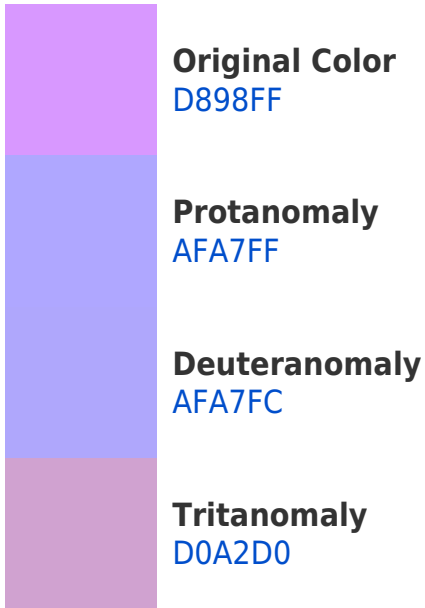 Original Color
D898FF
Protanomaly
AFA7FF
Deuteranomaly
AFA7FC
Tritanomaly
D0A2D0